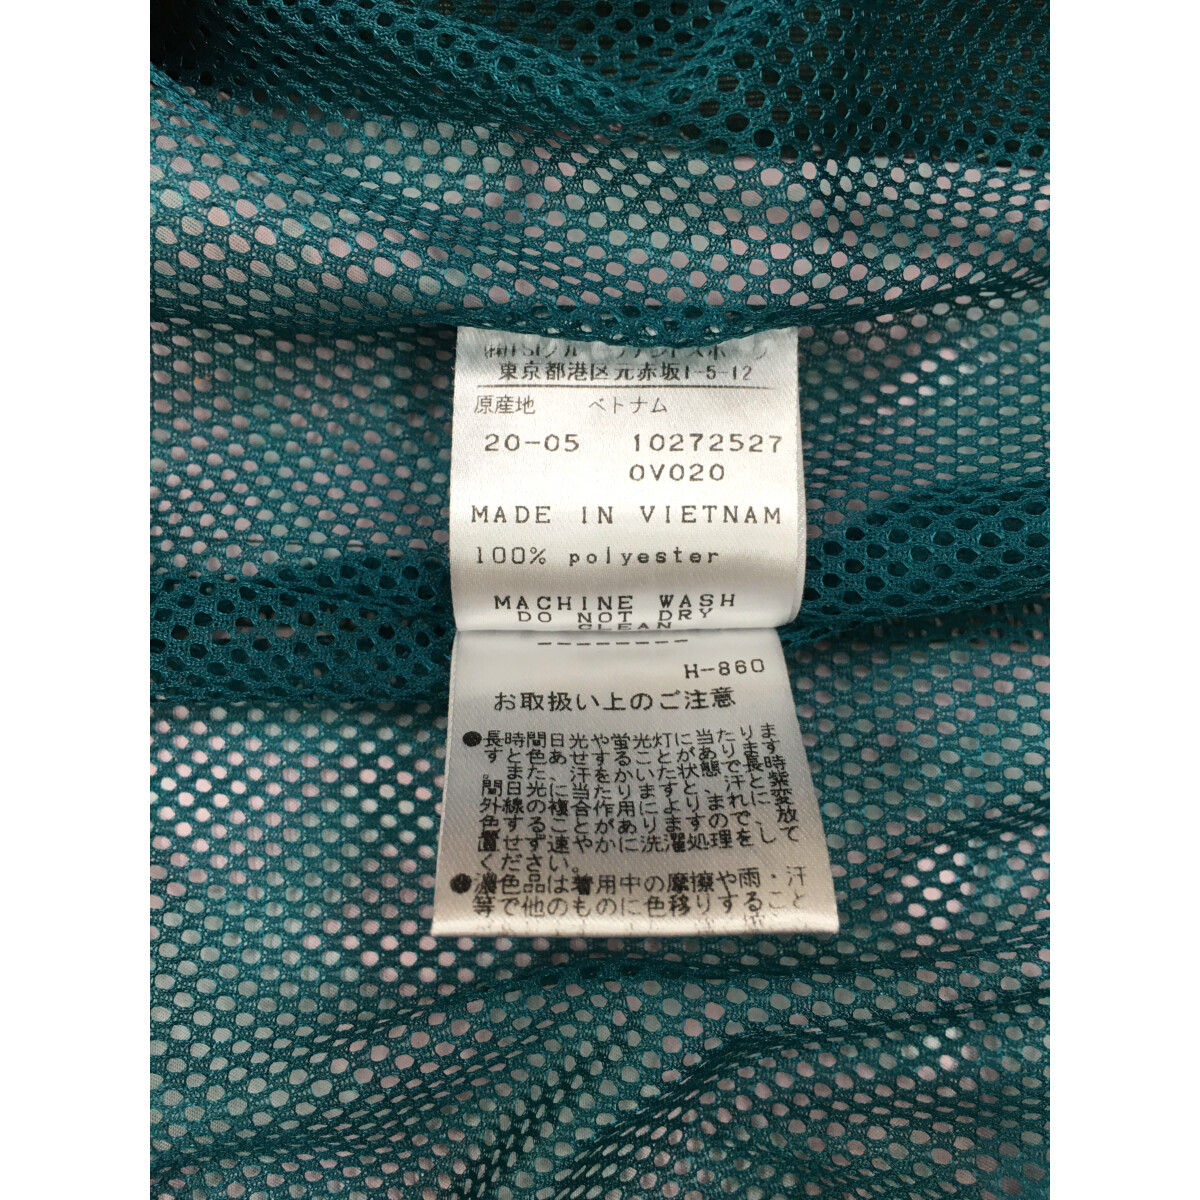 スポーツ
東京都港区元赤坂1-5-12
原産地 ベトナム
20-05 10272527
0V020
MADE IN VIETNAM
100% polyester
MACHINE WASH
DO NOT DRY
CLEAN
--------
H-860
お取扱い上のご注意
●長時間日光や蛍光灯に当たりま
すと色あせすることがあります
。また、汗をかいた状態で長時
間日光に当たりますと、汗と紫
外線の複合作用により、まれに変
色することがありますので、放
置せず速やかに洗濯処理をして
ください。
●濃色品は着用中の摩擦や雨・汗
等で他のものに色移りすること